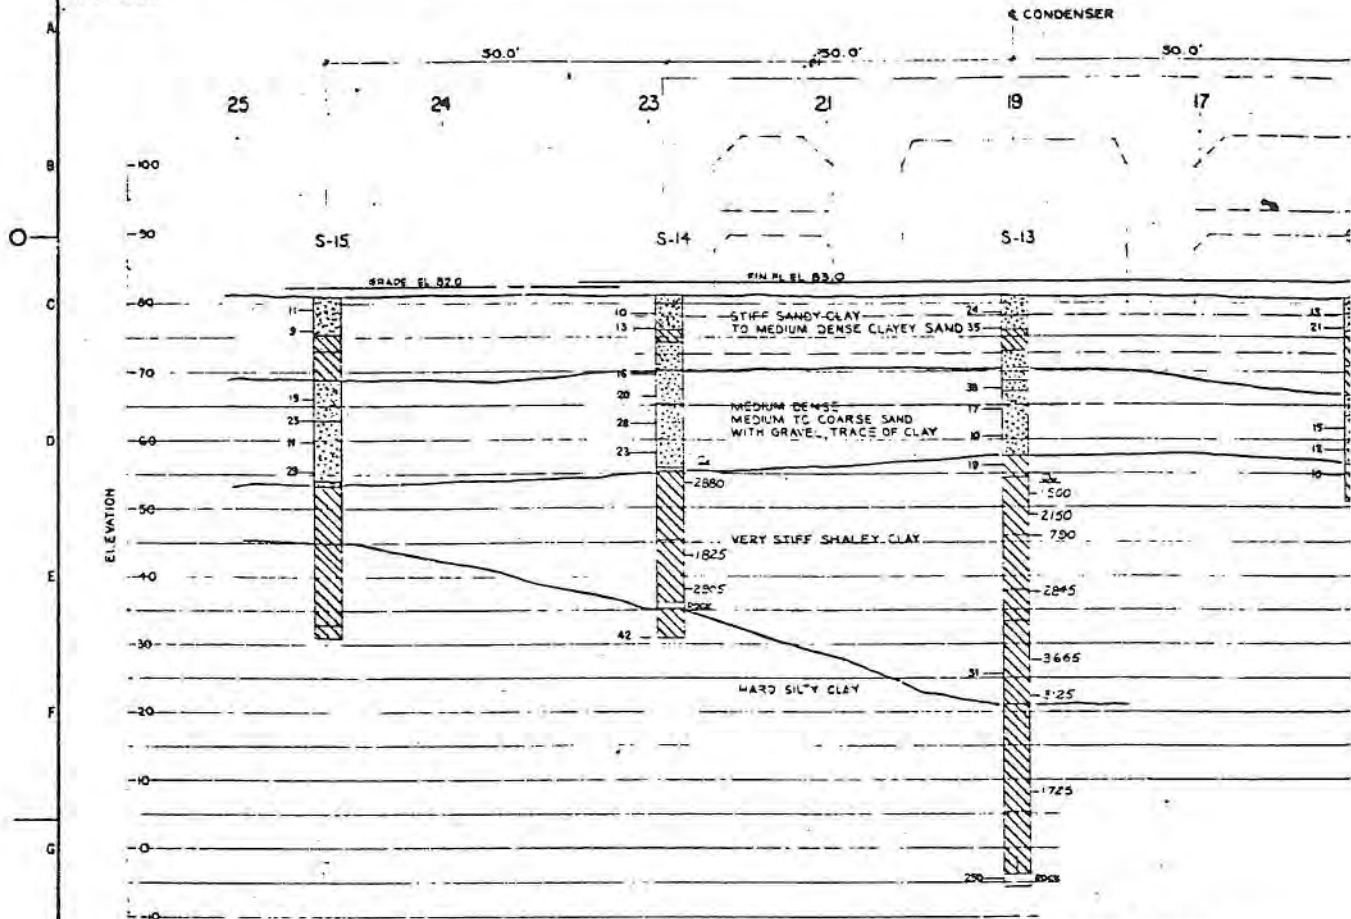 A
℄ CONDENSER
50.0'
50.0'
50.0'
25
24
23
21
19
17
B
100
90
S-15
S-14
S-13
GRADE EL 82.0
FIN PL EL 83.0
C
80
11
10
STIFF SANDY CLAY
24
13
9
13
TO MEDIUM DENSE CLAYEY SAND
35
21
70
16
38
19
20
MEDIUM DENSE
17
25
28
MEDIUM TO COARSE SAND
15
D
60
11
WITH GRAVEL, TRACE OF CLAY
10
23
12
29
19
10
2880
1500
50
2150
ELEVATION
VERY STIFF SHALEY CLAY
1790
1825
E
40
2905
2845
ROCK
30
42
3665
31
HARD SILTY CLAY
3125
F
20
10
1725
G
0
250
ROCK
-10